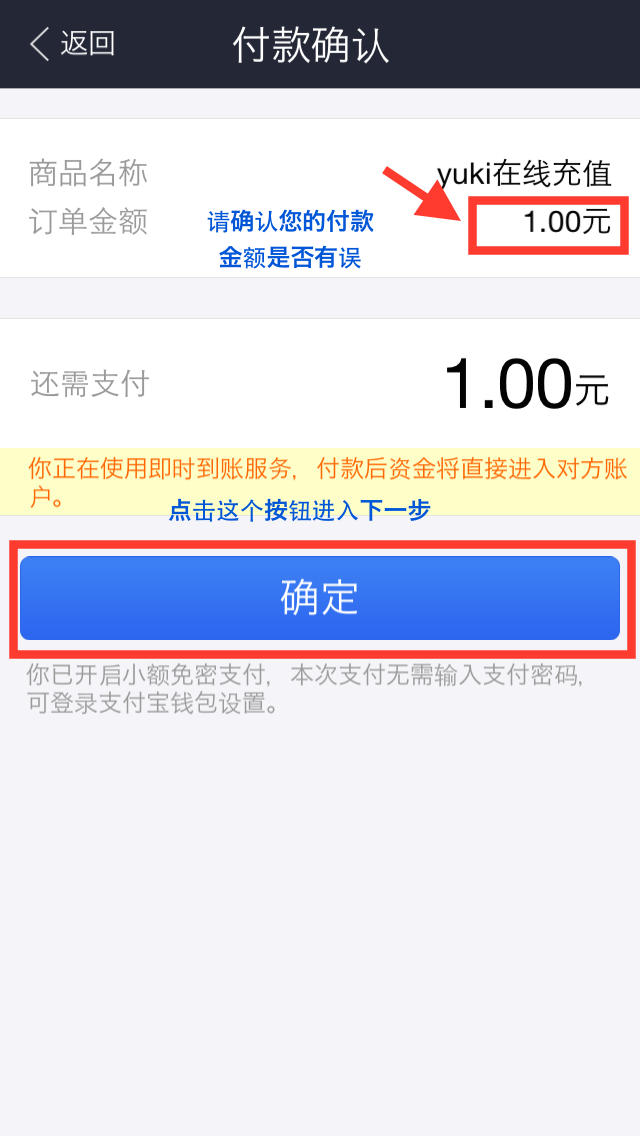 返回
付款确认
商品名称
yuki在线充值
订单金额
请确认您的付款
金额是否有误
1.00元
还需支付
1.00元
你正在使用即时到账服务，付款后资金将直接进入对方账
户。
点击这个按钮进入下一步
确定
你已开启小额免密支付，本次支付无需输入支付密码，
可登录支付宝钱包设置。